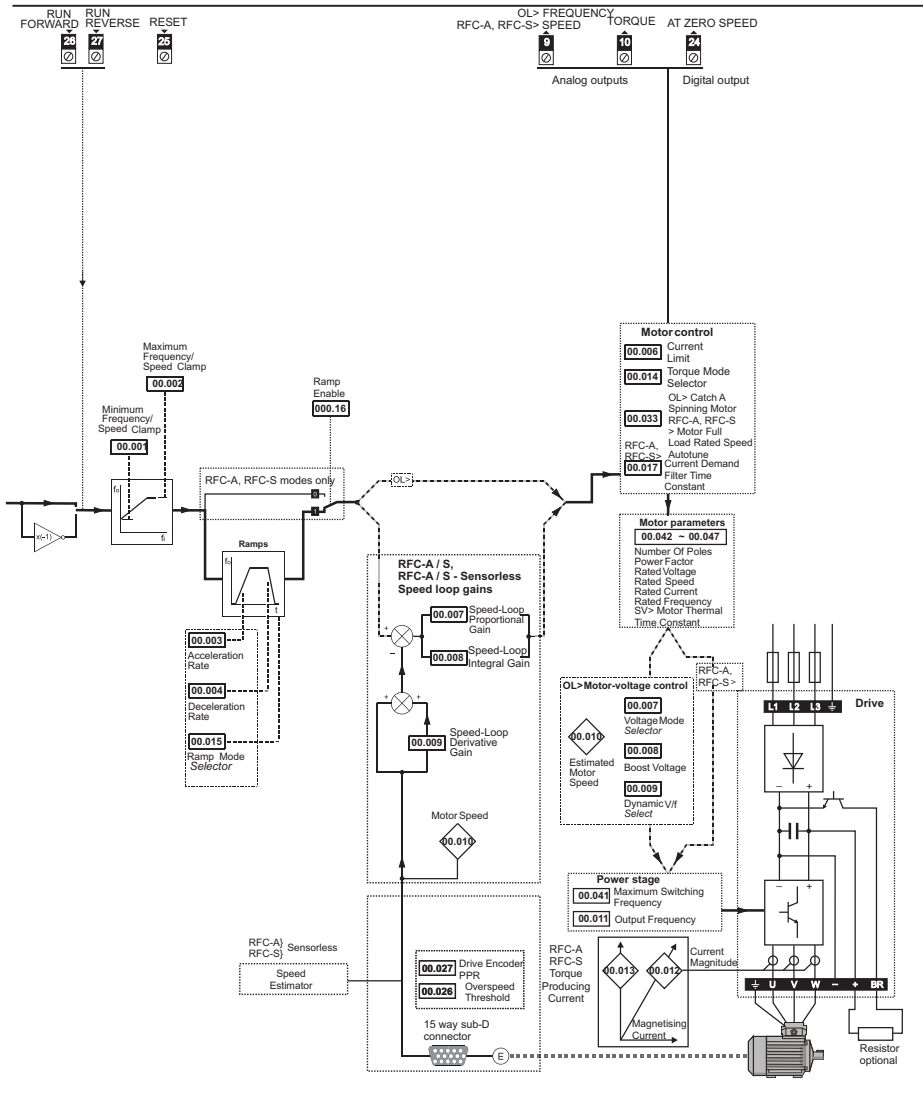 RUN
FORWARD
RUN
REVERSE
RESET
26
27
25
OL> FREQUENCY
RFC-A, RFC-S> SPEED
TORQUE
AT ZERO SPEED
9
10
24
Analog outputs
Digital output
Motor control
00.006
Current
Limit
00.014
Torque Mode
Selector
00.033
OL> Catch A
Spinning Motor
RFC-A, RFC-S
> Motor Full
Load Rated Speed
Autotune
RFC-A,
RFC-S>
00.017
Current Demand
Filter Time
Constant
Maximum
Frequency/
Speed Clamp
00.002
Minimum
Frequency/
Speed Clamp
00.001
Ramp
Enable
000.16
RFC-A, RFC-S modes only
0
1
OL>
x(-1)
fo
fi
Ramps
fo
t
00.003
Acceleration
Rate
00.004
Deceleration
Rate
00.015
Ramp Mode
Selector
RFC-A / S,
RFC-A / S - Sensorless
Speed loop gains
+
–
00.007
Speed-Loop
Proportional
Gain
00.008
Speed-Loop
Integral Gain
+
+
00.009
Speed-Loop
Derivative
Gain
Motor Speed
00.010
Motor parameters
00.042 ~ 00.047
Number Of Poles
Power Factor
Rated Voltage
Rated Speed
Rated Current
Rated Frequency
SV> Motor Thermal
Time Constant
RFC-A,
RFC-S >
OL>Motor-voltage control
00.007
Voltage Mode
Selector
00.010
Estimated
Motor
Speed
00.008
Boost Voltage
00.009
Dynamic V/f
Select
Power stage
00.041
Maximum Switching
Frequency
00.011
Output Frequency
L1
L2
L3
Drive
–
+
–
+
U
V
W
–
+
BR
Resistor
optional
RFC-A
RFC-S
Torque
Producing
Current
00.013
00.012
Current
Magnitude
Magnetising
Current
RFC-A}
RFC-S}
Sensorless
Speed
Estimator
00.027
Drive Encoder
PPR
00.026
Overspeed
Threshold
15 way sub-D
connector
E